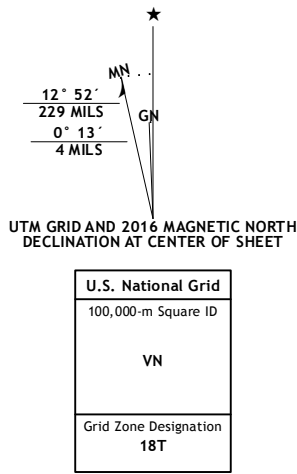 ★
MN
GN
12° 52´
229 MILS
0° 13´
4 MILS
UTM GRID AND 2016 MAGNETIC NORTH
DECLINATION AT CENTER OF SHEET
U.S. National Grid
100,000-m Square ID
VN
Grid Zone Designation
18T